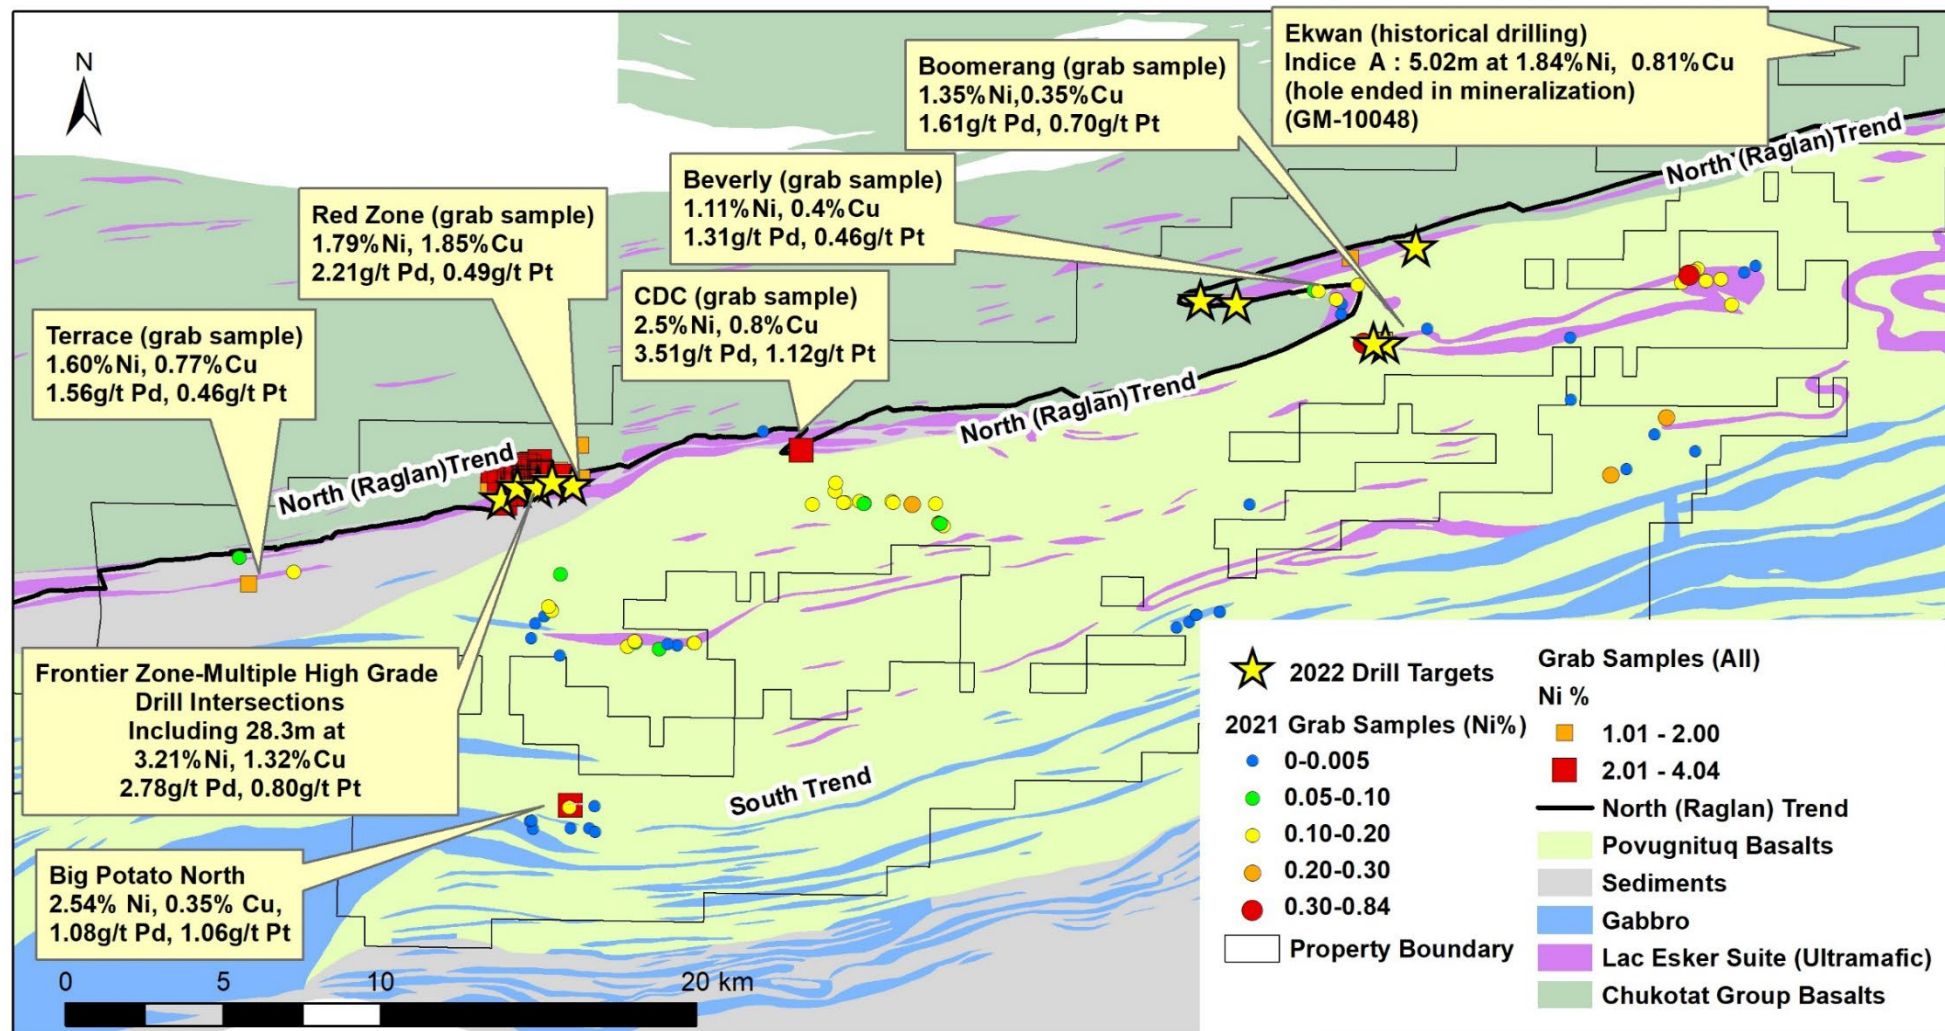 N
Ekwan (historical drilling)
Indice A : 5.02m at 1.84%Ni, 0.81%Cu
(hole ended in mineralization)
(GM-10048)
Boomerang (grab sample)
1.35%Ni,0.35%Cu
1.61g/t Pd, 0.70g/t Pt
Beverly (grab sample)
1.11%Ni, 0.4%Cu
1.31g/t Pd, 0.46g/t Pt
Red Zone (grab sample)
1.79%Ni, 1.85%Cu
2.21g/t Pd, 0.49g/t Pt
CDC (grab sample)
2.5%Ni, 0.8%Cu
3.51g/t Pd, 1.12g/t Pt
Terrace (grab sample)
1.60%Ni, 0.77%Cu
1.56g/t Pd, 0.46g/t Pt
North (Raglan)Trend
North (Raglan)Trend
North (Raglan)Trend
Frontier Zone-Multiple High Grade
Drill Intersections
Including 28.3m at
3.21%Ni, 1.32%Cu
2.78g/t Pd, 0.80g/t Pt
South Trend
Big Potato North
2.54% Ni, 0.35% Cu,
1.08g/t Pd, 1.06g/t Pt
0 5 10 20 km
2022 Drill Targets
2021 Grab Samples (Ni%)
0-0.005
0.05-0.10
0.10-0.20
0.20-0.30
0.30-0.84
Property Boundary
Grab Samples (All)
Ni %
1.01 - 2.00
2.01 - 4.04
North (Raglan) Trend
Povugnituq Basalts
Sediments
Gabbro
Lac Esker Suite (Ultramafic)
Chukotat Group Basalts